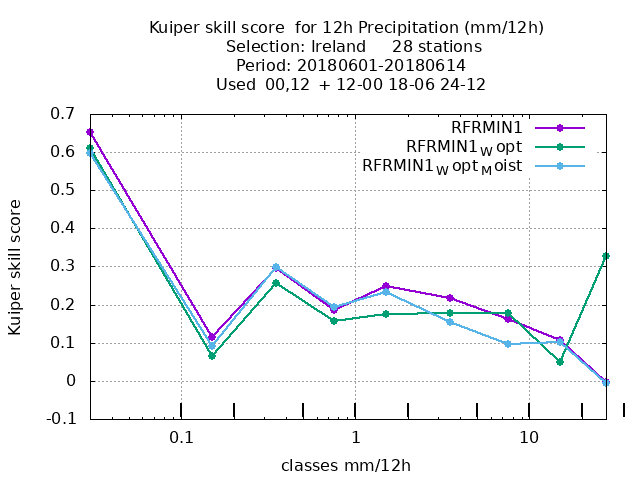 Kuiper skill score  for 12h Precipitation (mm/12h)
Selection: Ireland     28 stations
Period: 20180601-20180614
Used  00,12  + 12-00 18-06 24-12
RFRMIN1
RFRMIN1Wopt
RFRMIN1WoptMoist
0.7
0.6
0.5
0.4
0.3
0.2
0.1
0
-0.1
Kuiper skill score
0.1 1 10
classes mm/12h